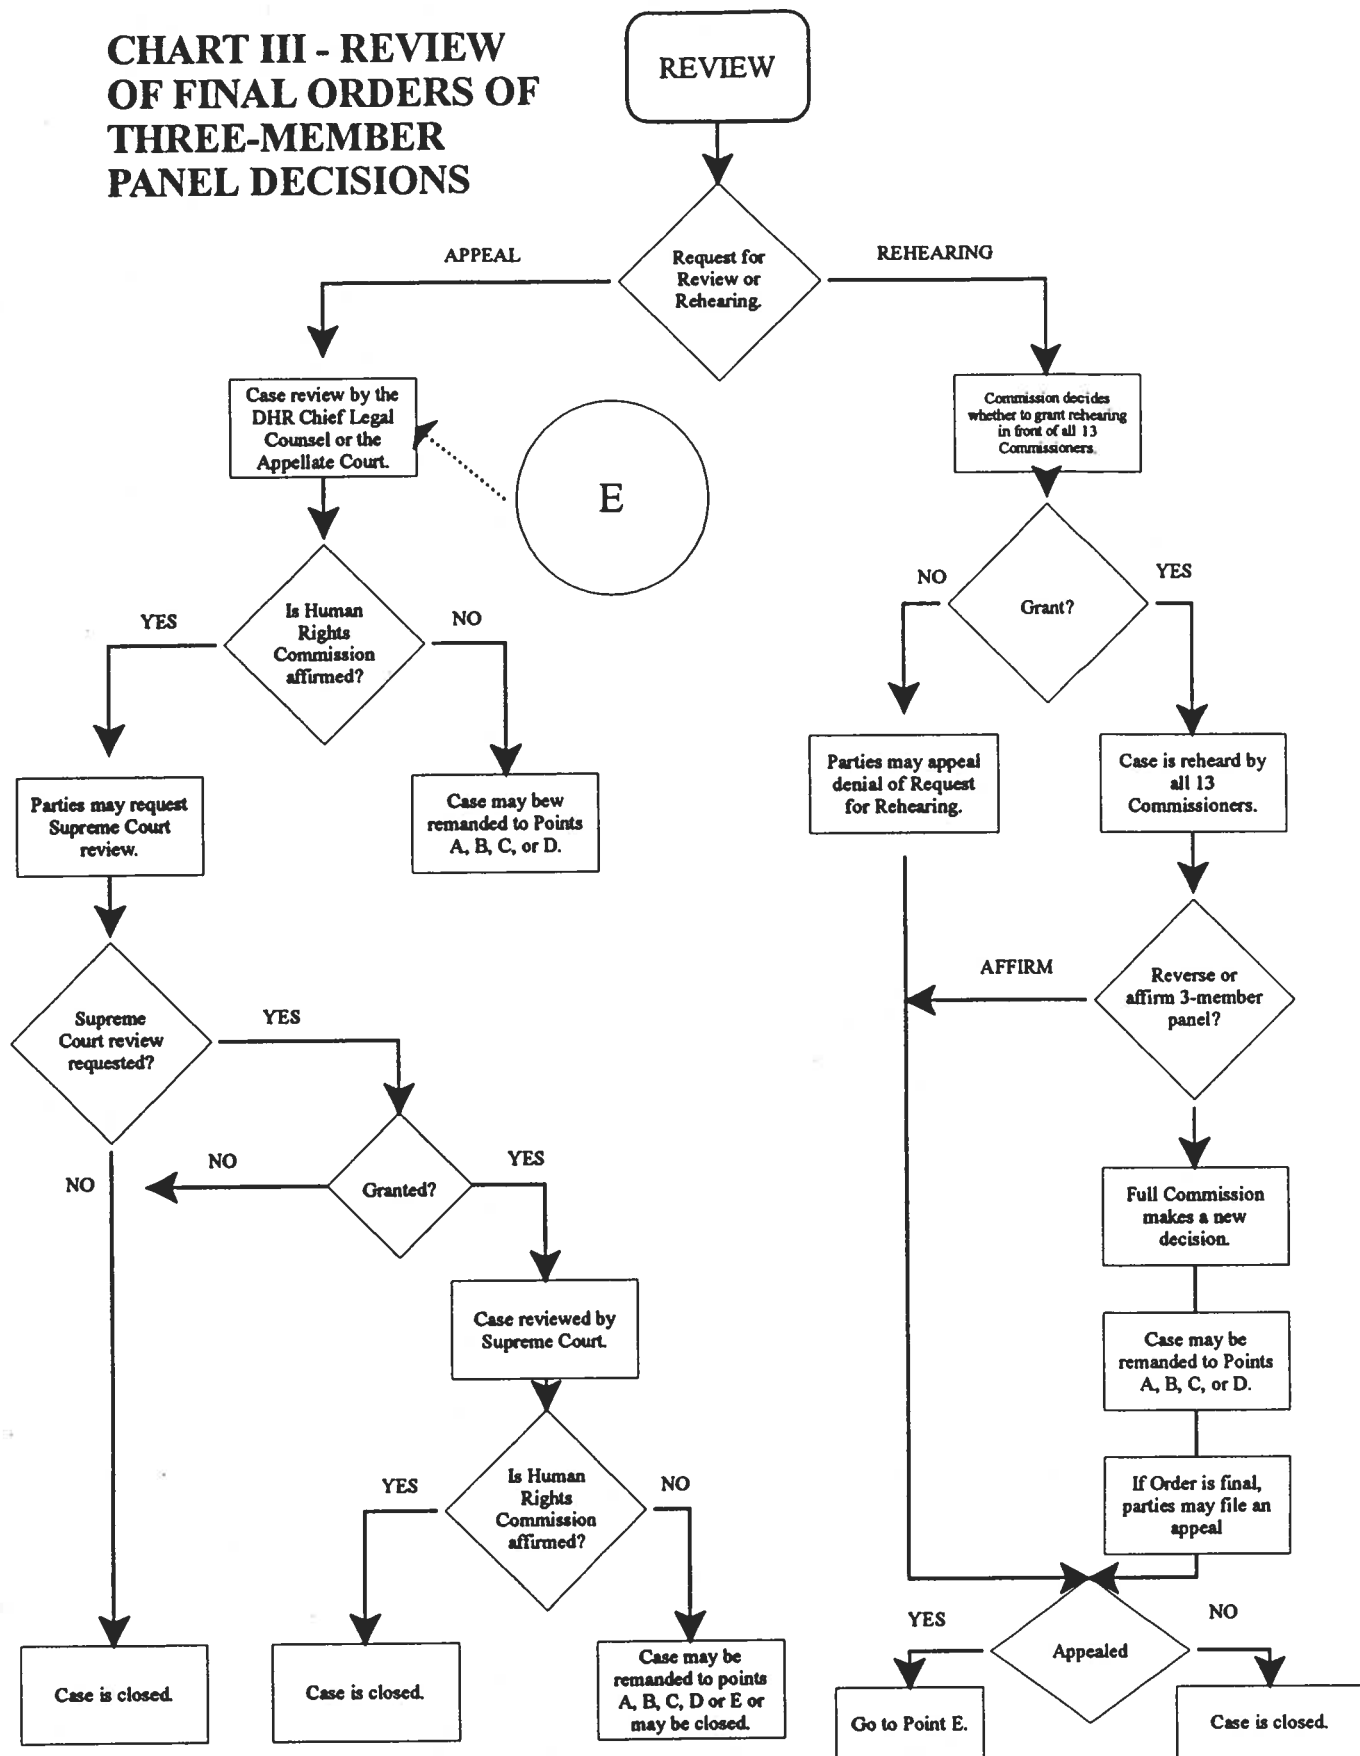 CHART III - REVIEW
OF FINAL ORDERS OF
THREE-MEMBER
PANEL DECISIONS
REVIEW
APPEAL
Request for
Review or
Rehearing.
REHEARING
Case review by the
DHR Chief Legal
Counsel or the
Appellate Court.
E
Commission decides
whether to grant rehearing
in front of all 13
Commissioners.
YES
Is Human
Rights
Commission
affirmed?
NO
NO
Grant?
YES
Parties may request
Supreme Court
review.
Case may bew
remanded to Points
A, B, C, or D.
Parties may appeal
denial of Request
for Rehearing.
Case is reheard by
all 13
Commissioners.
Supreme
Court review
requested?
YES
AFFIRM
Reverse or
affirm 3-member
panel?
NO
NO
Granted?
YES
Full Commission
makes a new
decision.
Case reviewed by
Supreme Court.
Case may be
remanded to Points
A, B, C, or D.
YES
Is Human
Rights
Commission
affirmed?
NO
If Order is final,
parties may file an
appeal
Case is closed.
Case is closed.
Case may be
remanded to points
A, B, C, D or E or
may be closed.
YES
Appealed
NO
Go to Point E.
Case is closed.